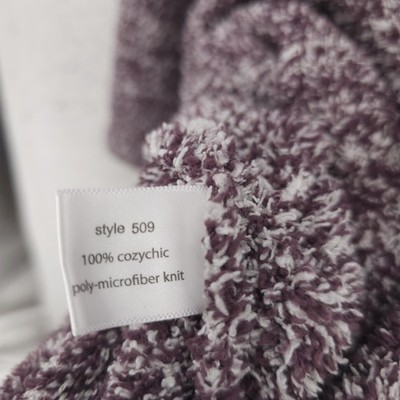 style 509
100% cozychic
poly-microfiber knit